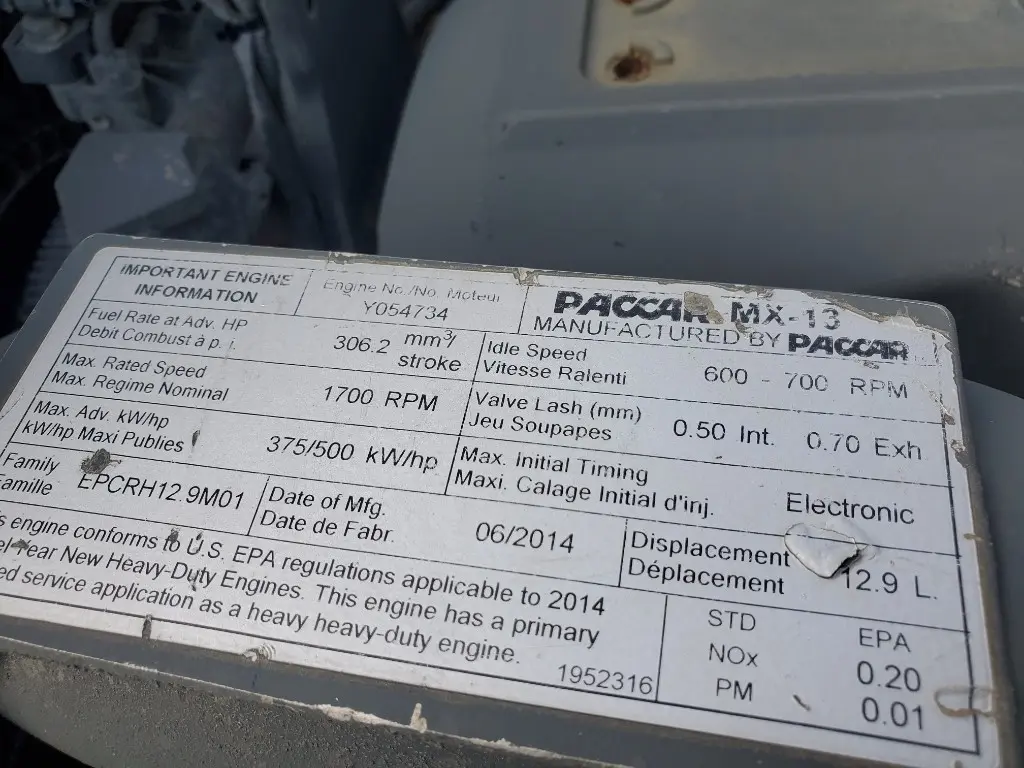 IMPORTANT ENGINE
INFORMATION
Engine No./No. Moteur
Y054734
PACCAR MX-13
MANUFACTURED BY PACCAR
Fuel Rate at Adv. HP
Debit Combust à p.
306.2 mm³/
stroke
Idle Speed
Vitesse Ralenti
600 - 700 RPM
Max. Rated Speed
Max. Regime Nominal
1700 RPM
Valve Lash (mm)
Jeu Soupapes
0.50 Int. 0.70 Exh
Max. Adv. kW/hp
kW/hp Maxi Publies
375/500 kW/hp
Max. Initial Timing
Maxi. Calage Initial d'inj.
Electronic
Family
EPCRH12.9M01
Date of Mfg.
Date de Fabr.
06/2014
Displacement
Déplacement
12.9 L.
engine conforms to U.S. EPA regulations applicable to 2014
Year New Heavy-Duty Engines. This engine has a primary
service application as a heavy heavy-duty engine.
1952316
STD EPA
NOx 0.20
PM 0.01